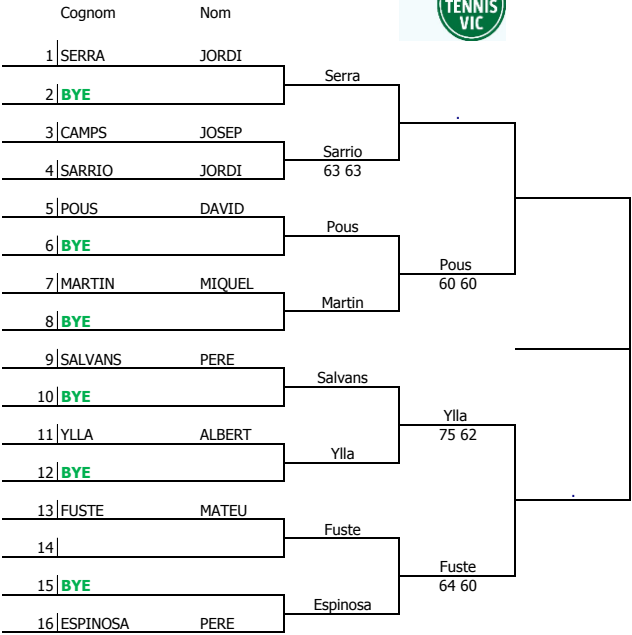 TENNIS
VIC
Cognom Nom
1 SERRA JORDI
Serra
2 BYE
.
3 CAMPS JOSEP
Sarrio
4 SARRIO JORDI
63 63
5 POUS DAVID
Pous
6 BYE
Pous
7 MARTIN MIQUEL
60 60
Martin
8 BYE
9 SALVANS PERE
Salvans
10 BYE
Ylla
11 YLLA ALBERT
75 62
Ylla
12 BYE
.
13 FUSTE MATEU
Fuste
14
Fuste
15 BYE
64 60
Espinosa
16 ESPINOSA PERE